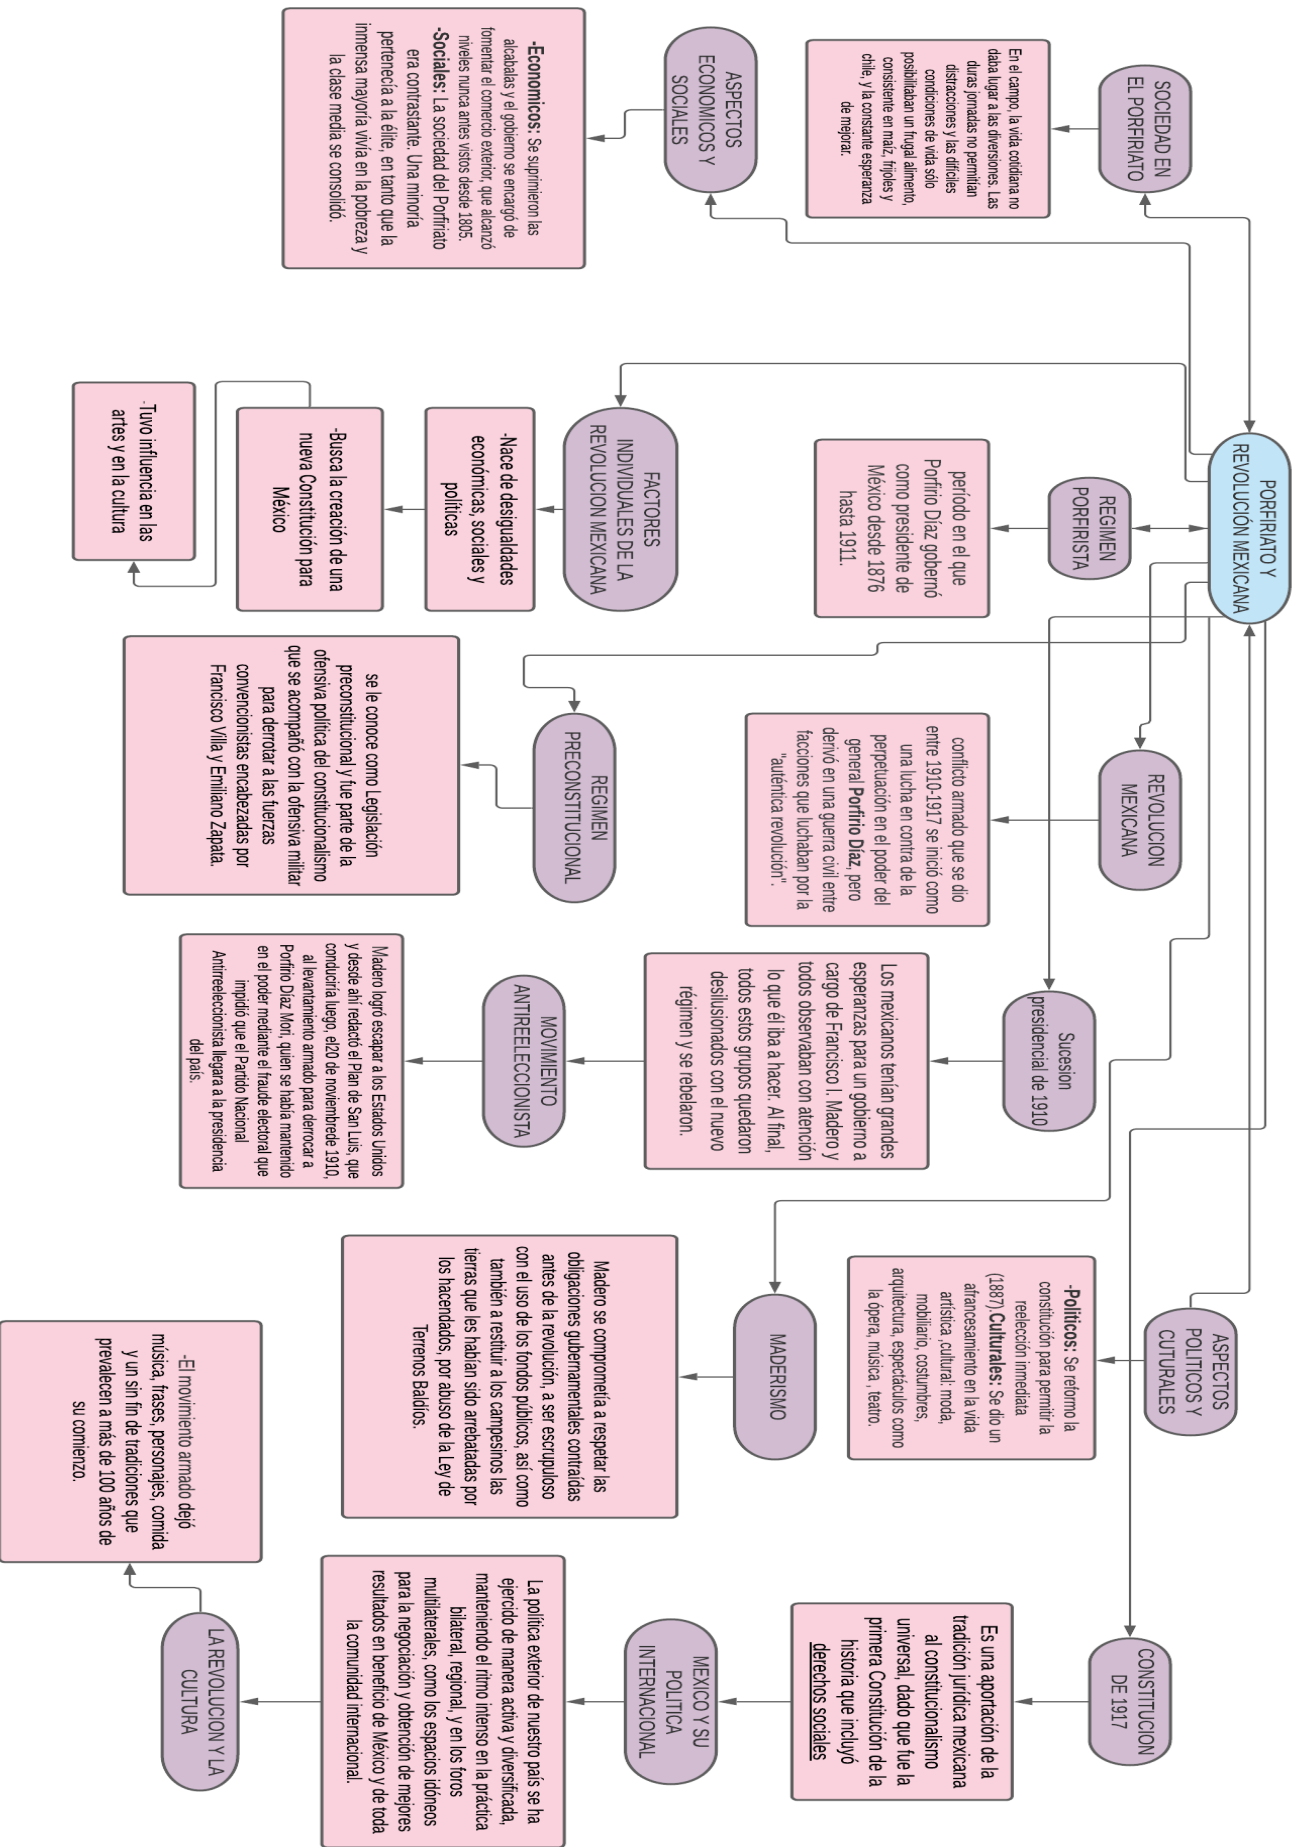 PORFIRIATO Y
REVOLUCIÓN MEXICANA
SOCIEDAD EN
EL PORFIRIATO
En el campo, la vida cotidiana no
daba lugar a las diversiones. Las
duras jornadas no permitían
distracciones y las difíciles
condiciones de vida sólo
posibilitaban un frugal alimento,
consistente en maíz, frijoles y
chile, y la constante esperanza
de mejorar.
ASPECTOS
ECONOMICOS Y
SOCIALES
-Economicos: Se suprimieron las
alcabalas y el gobierno se encargó de
fomentar el comercio exterior, que alcanzó
niveles nunca antes vistos desde 1805.
-Sociales: La sociedad del Porfiriato
era contrastante. Una minoría
pertenecía a la élite, en tanto que la
inmensa mayoría vivía en la pobreza y
la clase media se consolidó.
REGIMEN
PORFIRISTA
período en el que
Porfirio Díaz gobernó
como presidente de
México desde 1876
hasta 1911.
FACTORES
INDIVIDUALES DE LA
REVOLUCION MEXICANA
-Nace de desigualdades
económicas, sociales y
políticas
-Busca la creación de una
nueva Constitución para
México
-Tuvo influencia en las
artes y en la cultura
REVOLUCION
MEXICANA
conflicto armado que se dio
entre 1910-1917 se inició como
una lucha en contra de la
perpetuación en el poder del
general Porfirio Díaz, pero
derivó en una guerra civil entre
facciones que luchaban por la
"auténtica revolución".
REGIMEN
PRECONSTITUCIONAL
se le conoce como Legislación
preconstitucional y fue parte de la
ofensiva política del constitucionalismo
que se acompañó con la ofensiva militar
para derrotar a las fuerzas
convencionistas encabezadas por
Francisco Villa y Emiliano Zapata.
Sucesion
presidencial de 1910
Los mexicanos tenían grandes
esperanzas para un gobierno a
cargo de Francisco I. Madero y
todos observaban con atención
lo que él iba a hacer. Al final,
todos estos grupos quedaron
desilusionados con el nuevo
régimen y se rebelaron.
MOVIMIENTO
ANTIREELECCIONISTA
Madero logró escapar a los Estados Unidos
y desde ahí redactó el Plan de San Luis, que
conduciría luego, el20 de noviembrede 1910,
al levantamiento armado para derrocar a
Porfirio Díaz Mori, quien se había mantenido
en el poder mediante el fraude electoral que
impidió que el Partido Nacional
Antirreeleccionista llegara a la presidencia
del país.
ASPECTOS
POLITICOS Y
CUTURALES
-Politicos: Se reformo la
constitución para permitir la
reelección inmediata
(1887).Culturales: Se dio un
afrancesamiento en la vida
artística ,cultural: moda,
mobiliario, costumbres,
arquitectura, espectáculos como
la ópera, música , teatro.
MADERISMO
Madero se comprometía a respetar las
obligaciones gubernamentales contraídas
antes de la revolución, a ser escrupuloso
con el uso de los fondos públicos, así como
también a restituir a los campesinos las
tierras que les habían sido arrebatadas por
los hacendados, por abuso de la Ley de
Terrenos Baldíos.
CONSTITUCION
DE 1917
Es una aportación de la
tradición jurídica mexicana
al constitucionalismo
universal, dado que fue la
primera Constitución de la
historia que incluyó
derechos sociales
MEXICO Y SU
POLITICA
INTERNACIONAL
La política exterior de nuestro país se ha
ejercido de manera activa y diversificada,
manteniendo el ritmo intenso en la práctica
bilateral, regional, y en los foros
multilaterales, como los espacios idóneos
para la negociación y obtención de mejores
resultados en beneficio de México y de toda
la comunidad internacional.
LA REVOLUCION Y LA
CULTURA
-El movimiento armado dejó
música, frases, personajes, comida
y un sin fin de tradiciones que
prevalecen a más de 100 años de
su comienzo.